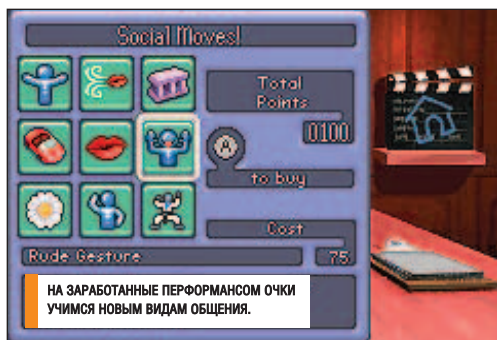 Social Moves!
Total
Points
0100
A
to buy
Cost
Rude Gesture
75
НА ЗАРАБОТАННЫЕ ПЕРФОРМАНСОМ ОЧКИ
УЧИМСЯ НОВЫМ ВИДАМ ОБЩЕНИЯ.